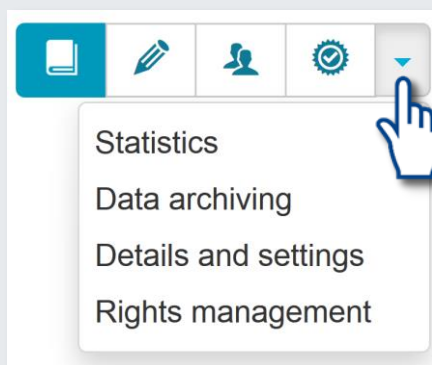 Statistics
Data archiving
Details and settings
Rights management